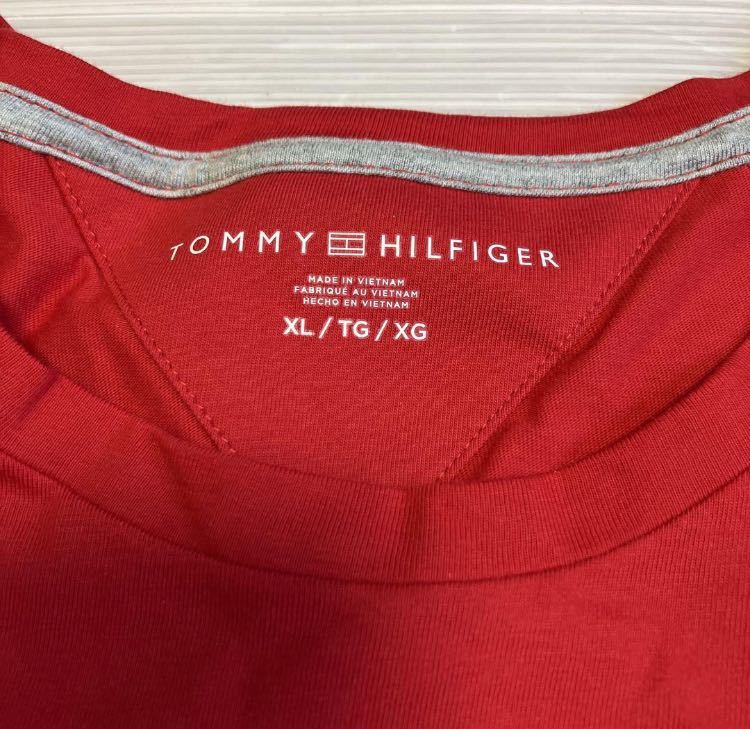 TOMMY HILFIGER
MADE IN VIETNAM
FABRIQUÉ AU VIETNAM
HECHO EN VIETNAM
XL / TG / XG